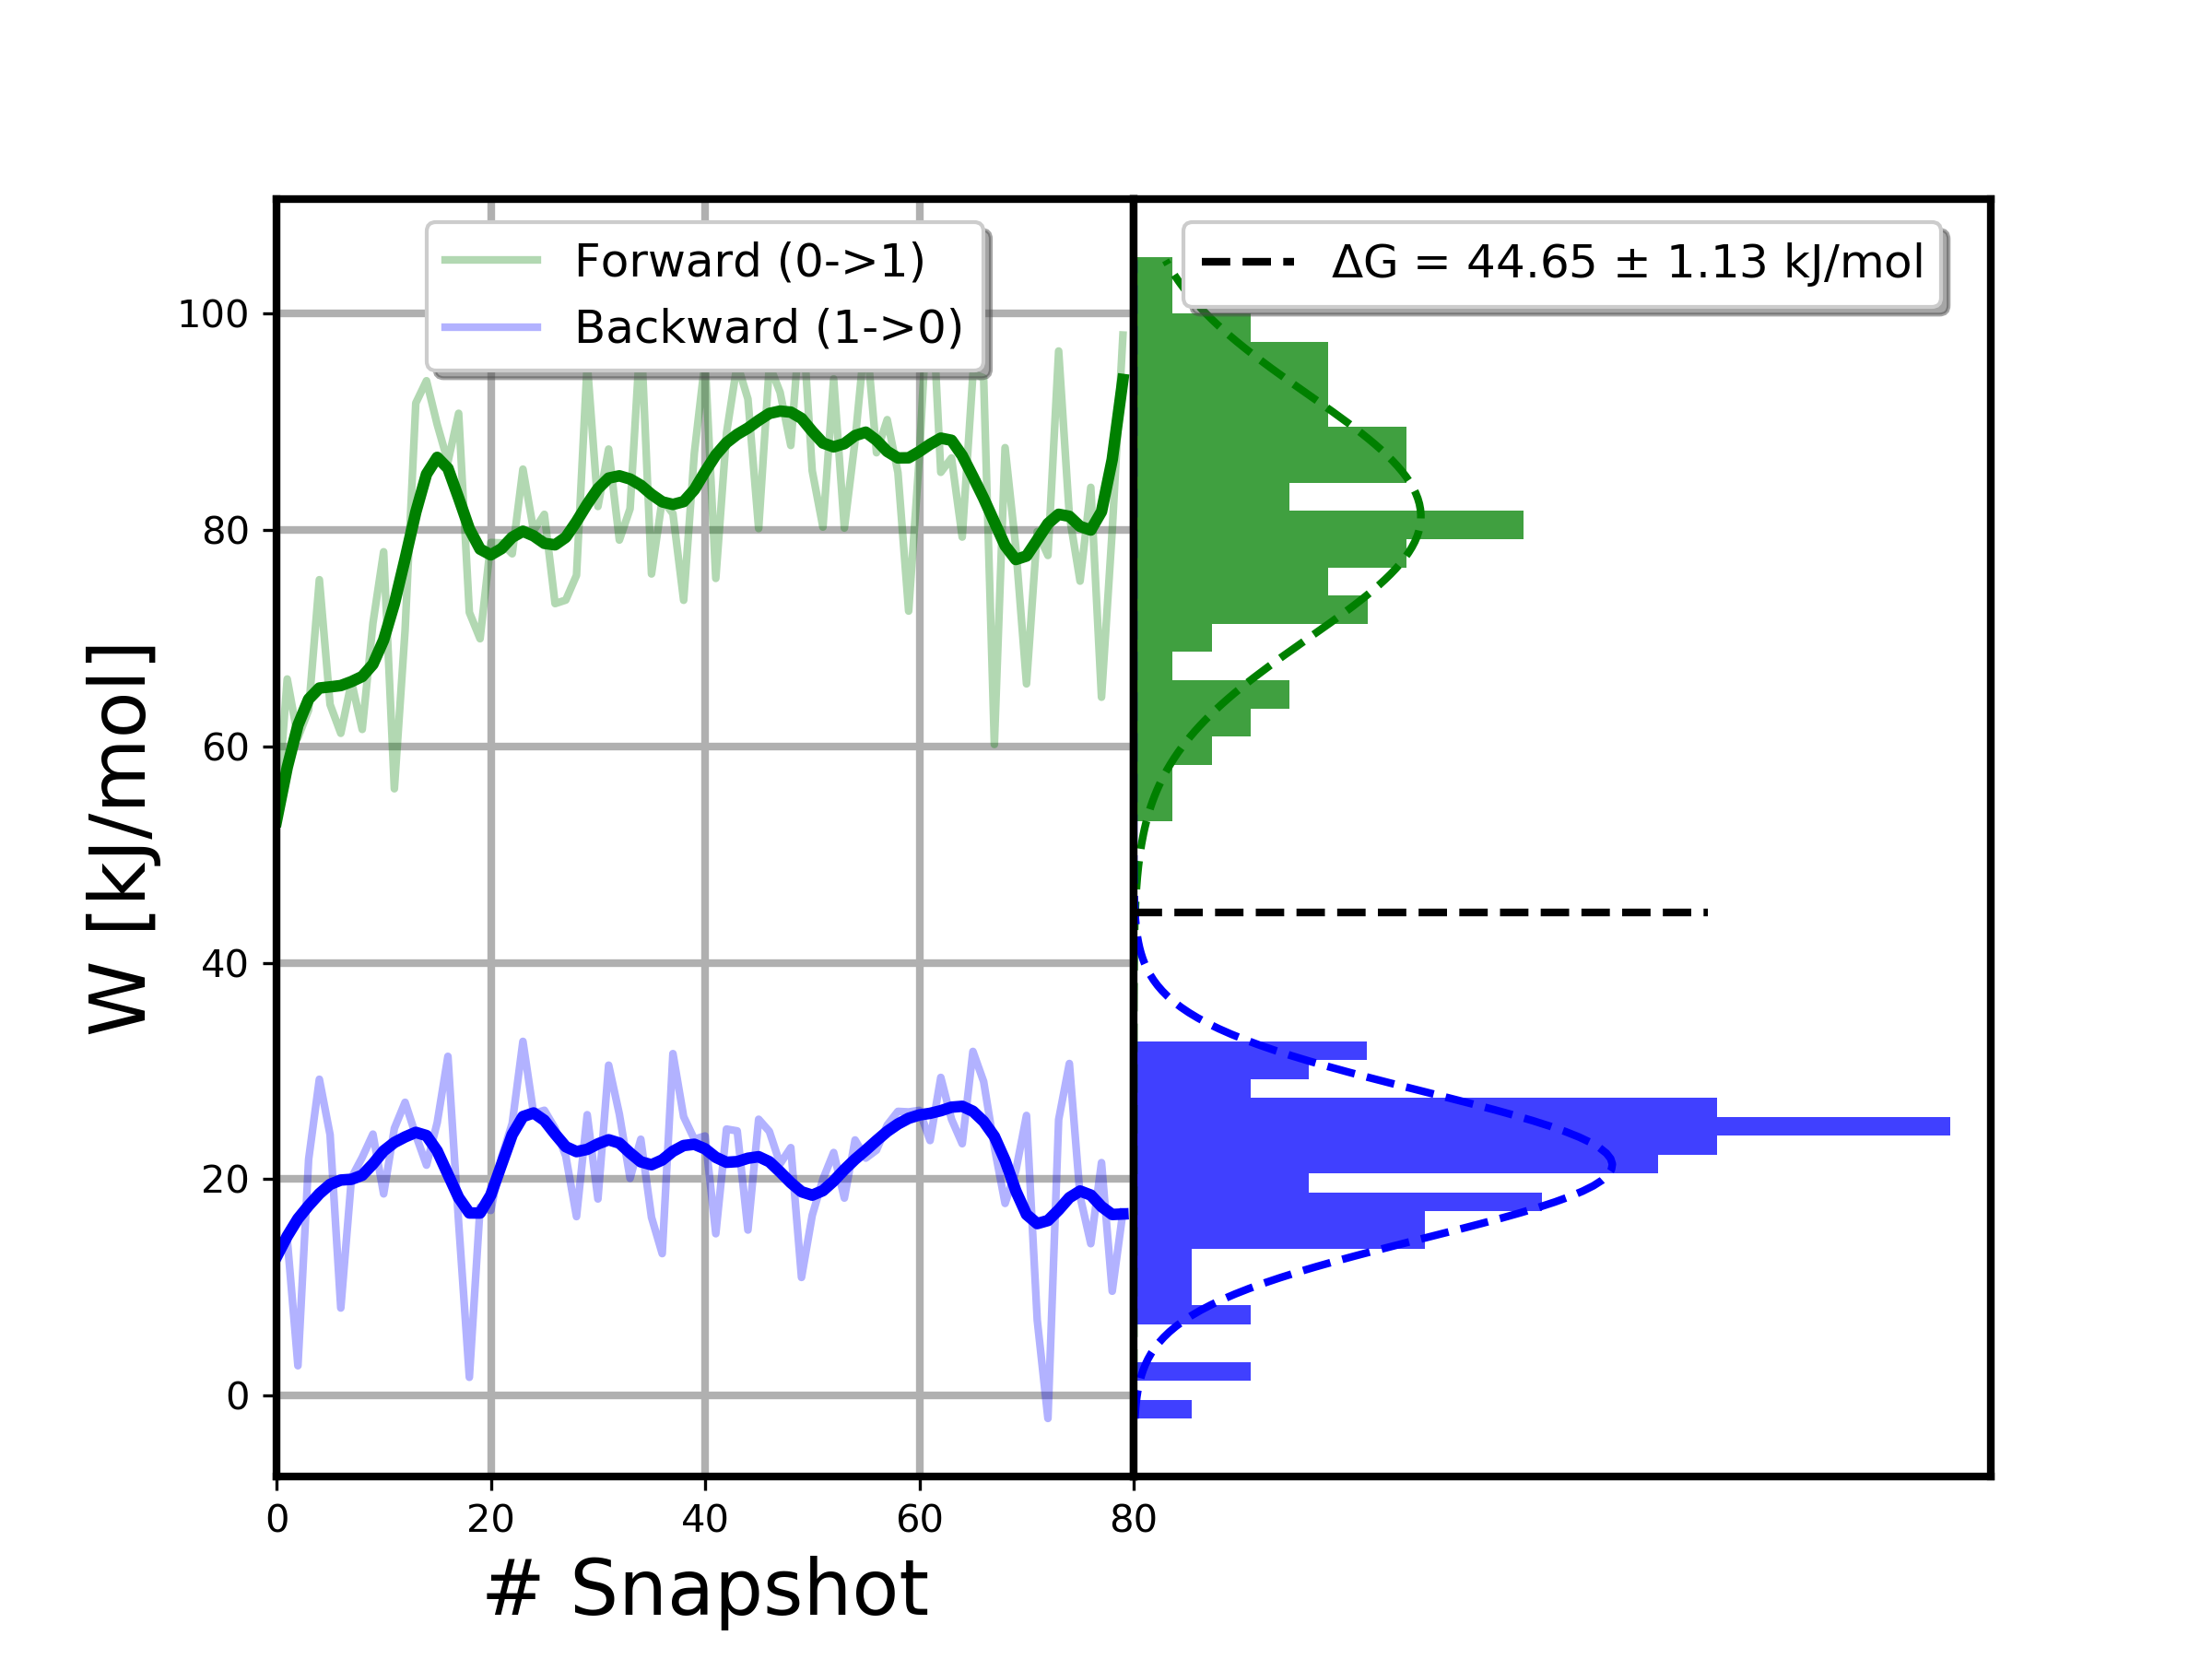 Forward (0->1)
Backward (1->0)
ΔG = 44.65 ± 1.13 kJ/mol
W [kJ/mol]
100
80
60
40
20
0
0 20 40 60 80
# Snapshot